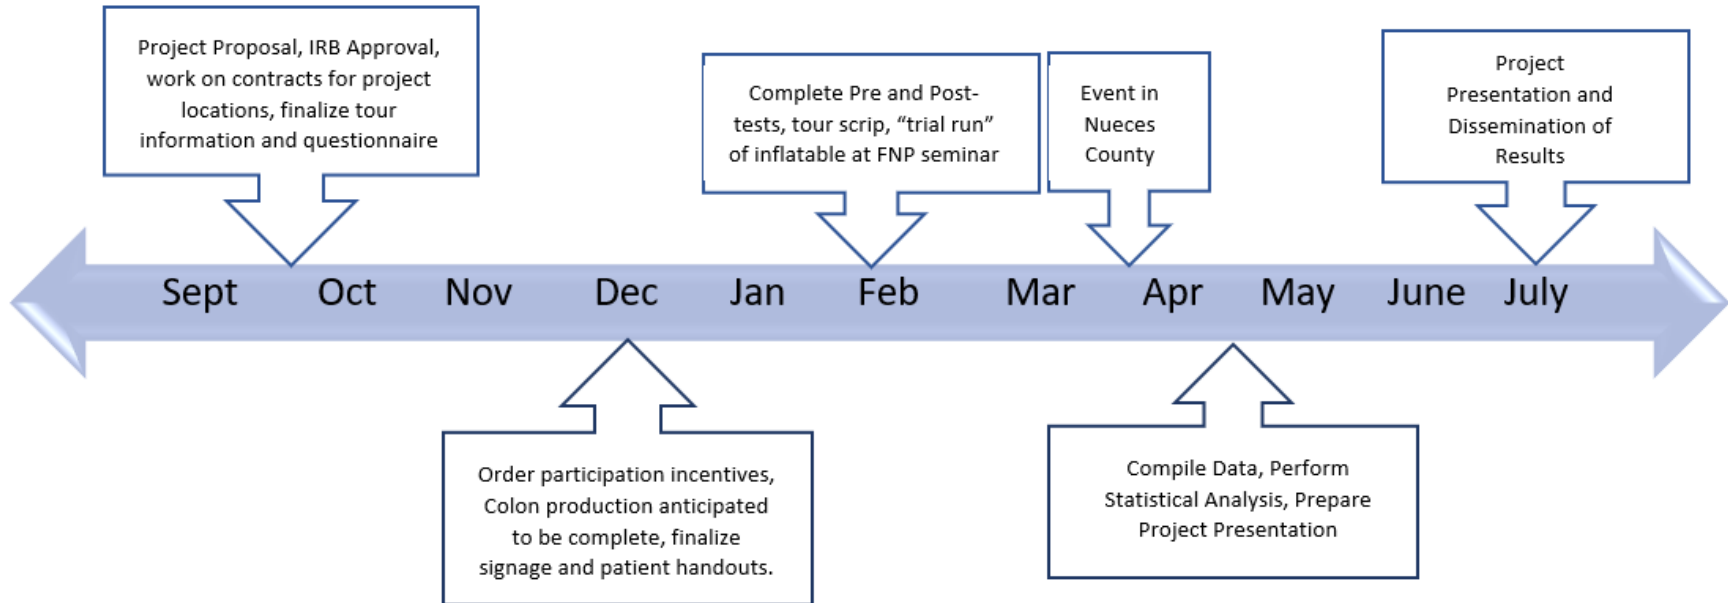 Project Proposal, IRB Approval,
work on contracts for project
locations, finalize tour
information and questionnaire
Complete Pre and Post-
tests, tour scrip, “trial run”
of inflatable at FNP seminar
Event in
Nueces
County
Project
Presentation and
Dissemination of
Results
Sept Oct Nov Dec Jan Feb Mar Apr May June July
Order participation incentives,
Colon production anticipated
to be complete, finalize
signage and patient handouts.
Compile Data, Perform
Statistical Analysis, Prepare
Project Presentation